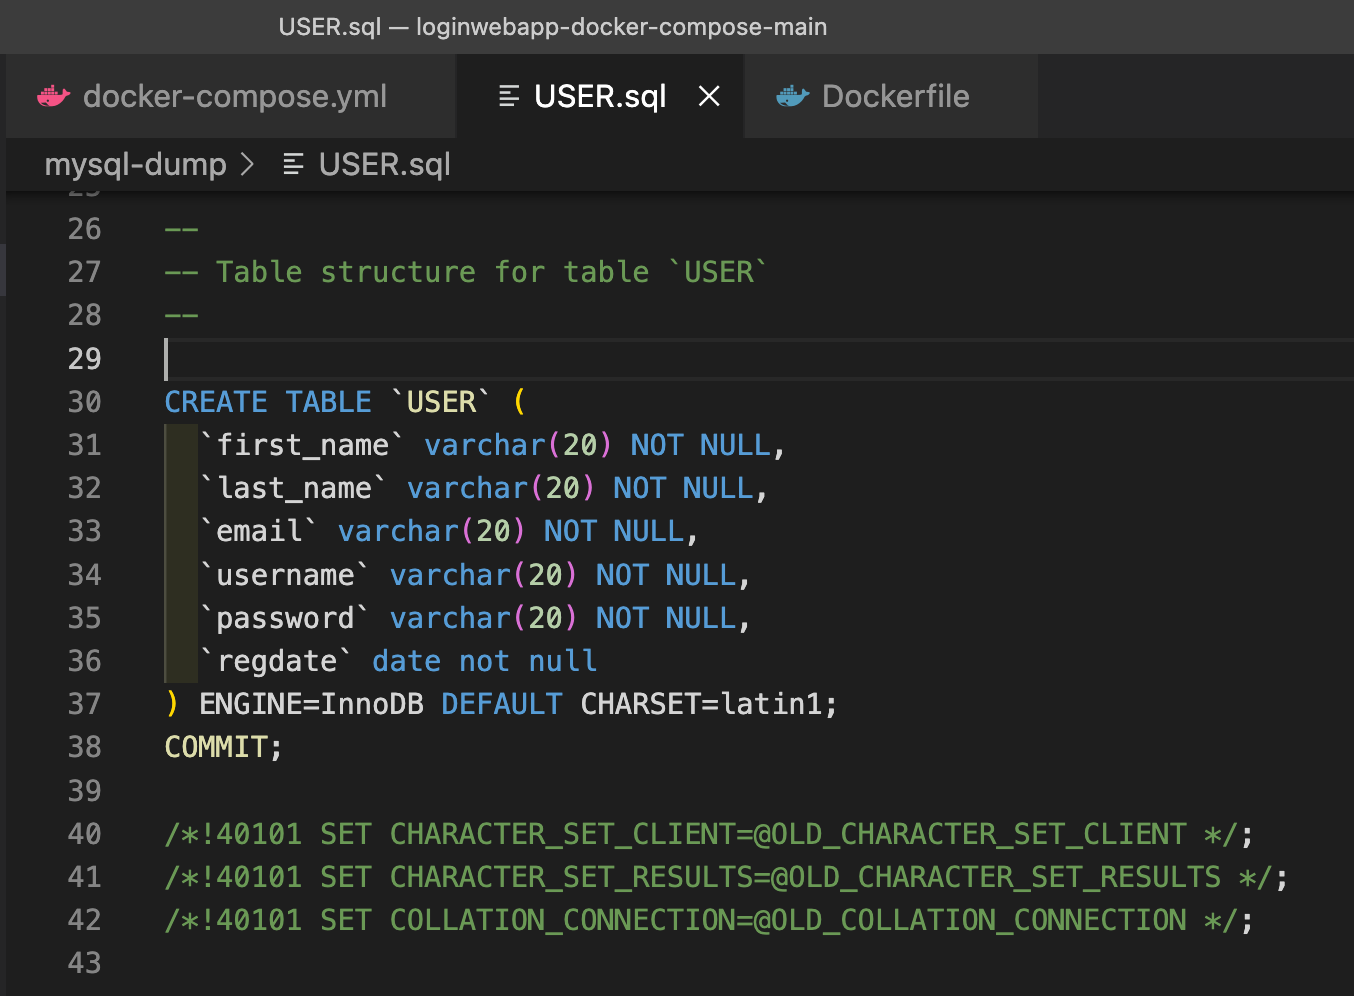 USER.sql — loginwebapp-docker-compose-main
docker-compose.yml USER.sql Dockerfile
mysql-dump > USER.sql
25
26 --
27 -- Table structure for table `USER`
28 --
29
30 CREATE TABLE `USER` (
31   `first_name` varchar(20) NOT NULL,
32   `last_name` varchar(20) NOT NULL,
33   `email` varchar(20) NOT NULL,
34   `username` varchar(20) NOT NULL,
35   `password` varchar(20) NOT NULL,
36   `regdate` date not null
37 ) ENGINE=InnoDB DEFAULT CHARSET=latin1;
38 COMMIT;
39
40 /*!40101 SET CHARACTER_SET_CLIENT=@OLD_CHARACTER_SET_CLIENT */;
41 /*!40101 SET CHARACTER_SET_RESULTS=@OLD_CHARACTER_SET_RESULTS */;
42 /*!40101 SET COLLATION_CONNECTION=@OLD_COLLATION_CONNECTION */;
43